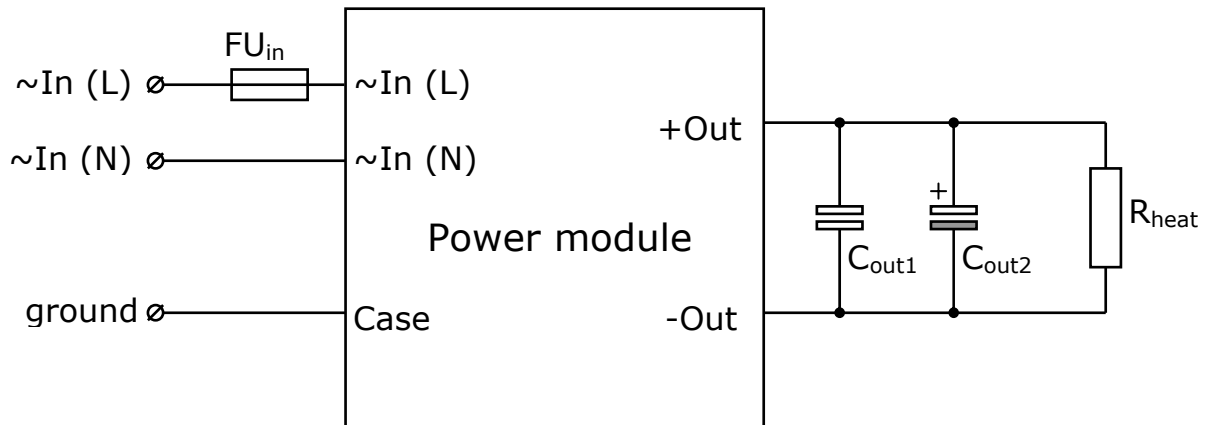 FUin
~In (L)
~In (L)
~In (N)
~In (N)
+Out
Power module
+
Cout1
Cout2
Rheat
ground
Case
-Out